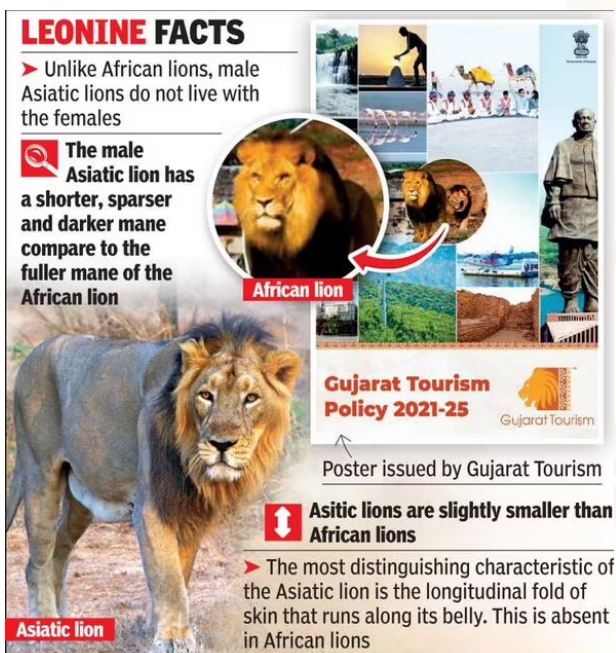 LEONINE FACTS
➤ Unlike African lions, male
Asiatic lions do not live with
the females
The male
Asiatic lion has
a shorter, sparser
and darker mane
compare to the
fuller mane of the
African lion
African lion
Gujarat Tourism
Policy 2021-25
Gujarat Tourism
Poster issued by Gujarat Tourism
Asitic lions are slightly smaller than
African lions
➤ The most distinguishing characteristic of
the Asiatic lion is the longitudinal fold of
skin that runs along its belly. This is absent
in African lions
Asiatic lion